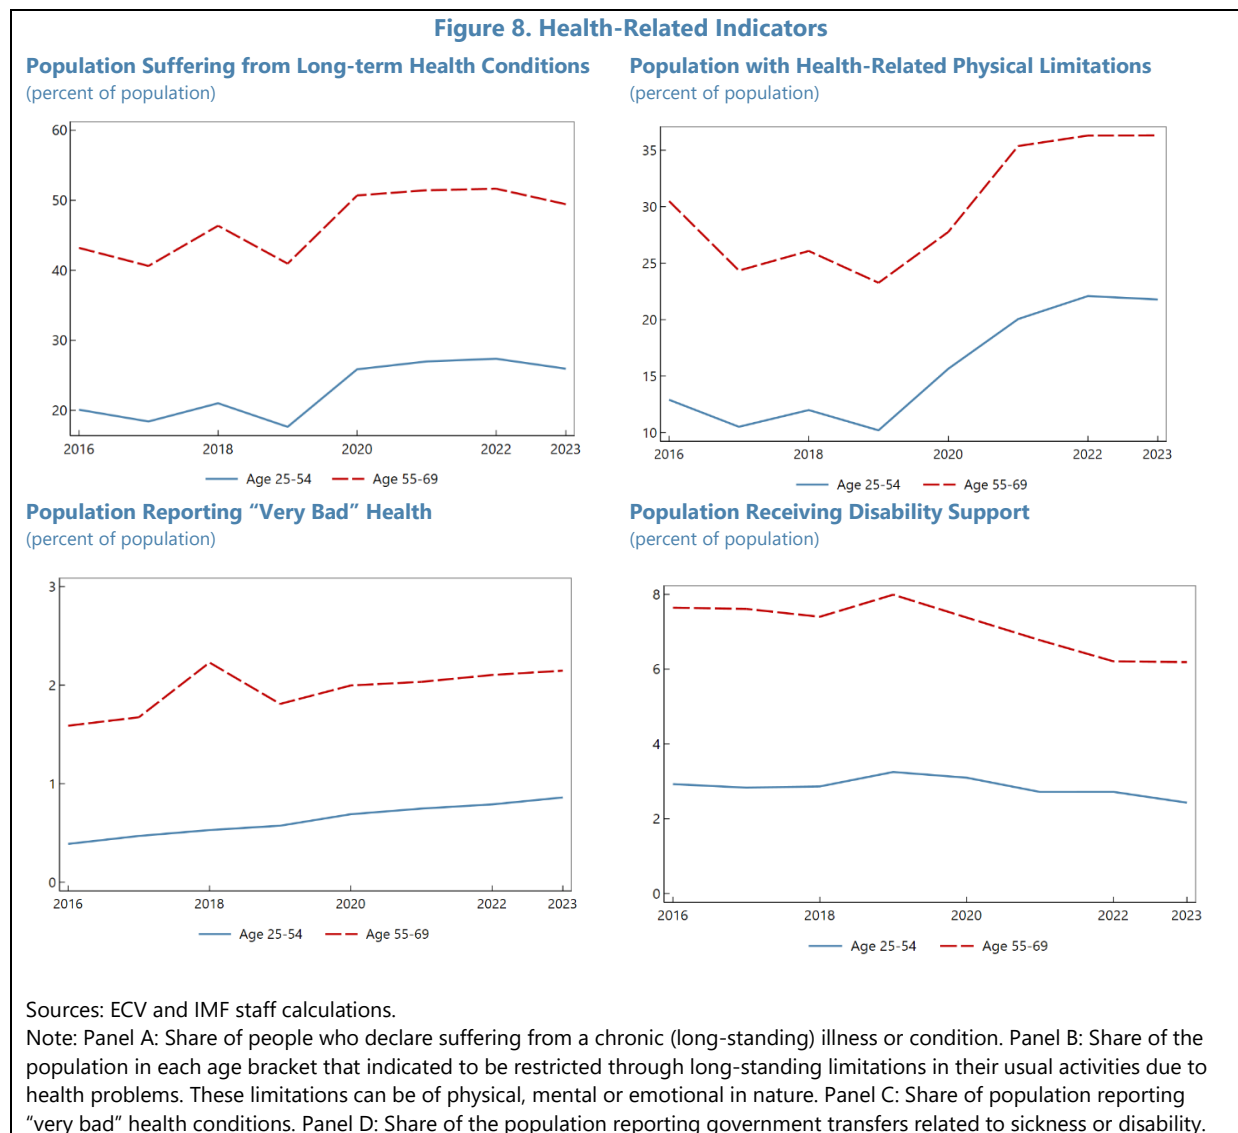 Figure 8. Health-Related Indicators
Population Suffering from Long-term Health Conditions
(percent of population)
60
50
40
30
20
2016 2018 2020 2022 2023
Age 25-54 Age 55-69
Population with Health-Related Physical Limitations
(percent of population)
35
30
25
20
15
10
2016 2018 2020 2022 2023
Age 25-54 Age 55-69
Population Reporting “Very Bad” Health
(percent of population)
3
2
1
0
2016 2018 2020 2022 2023
Age 25-54 Age 55-69
Population Receiving Disability Support
(percent of population)
8
6
4
2
0
2016 2018 2020 2022 2023
Age 25-54 Age 55-69
Sources: ECV and IMF staff calculations.
Note: Panel A: Share of people who declare suffering from a chronic (long-standing) illness or condition. Panel B: Share of the
population in each age bracket that indicated to be restricted through long-standing limitations in their usual activities due to
health problems. These limitations can be of physical, mental or emotional in nature. Panel C: Share of population reporting
“very bad” health conditions. Panel D: Share of the population reporting government transfers related to sickness or disability.